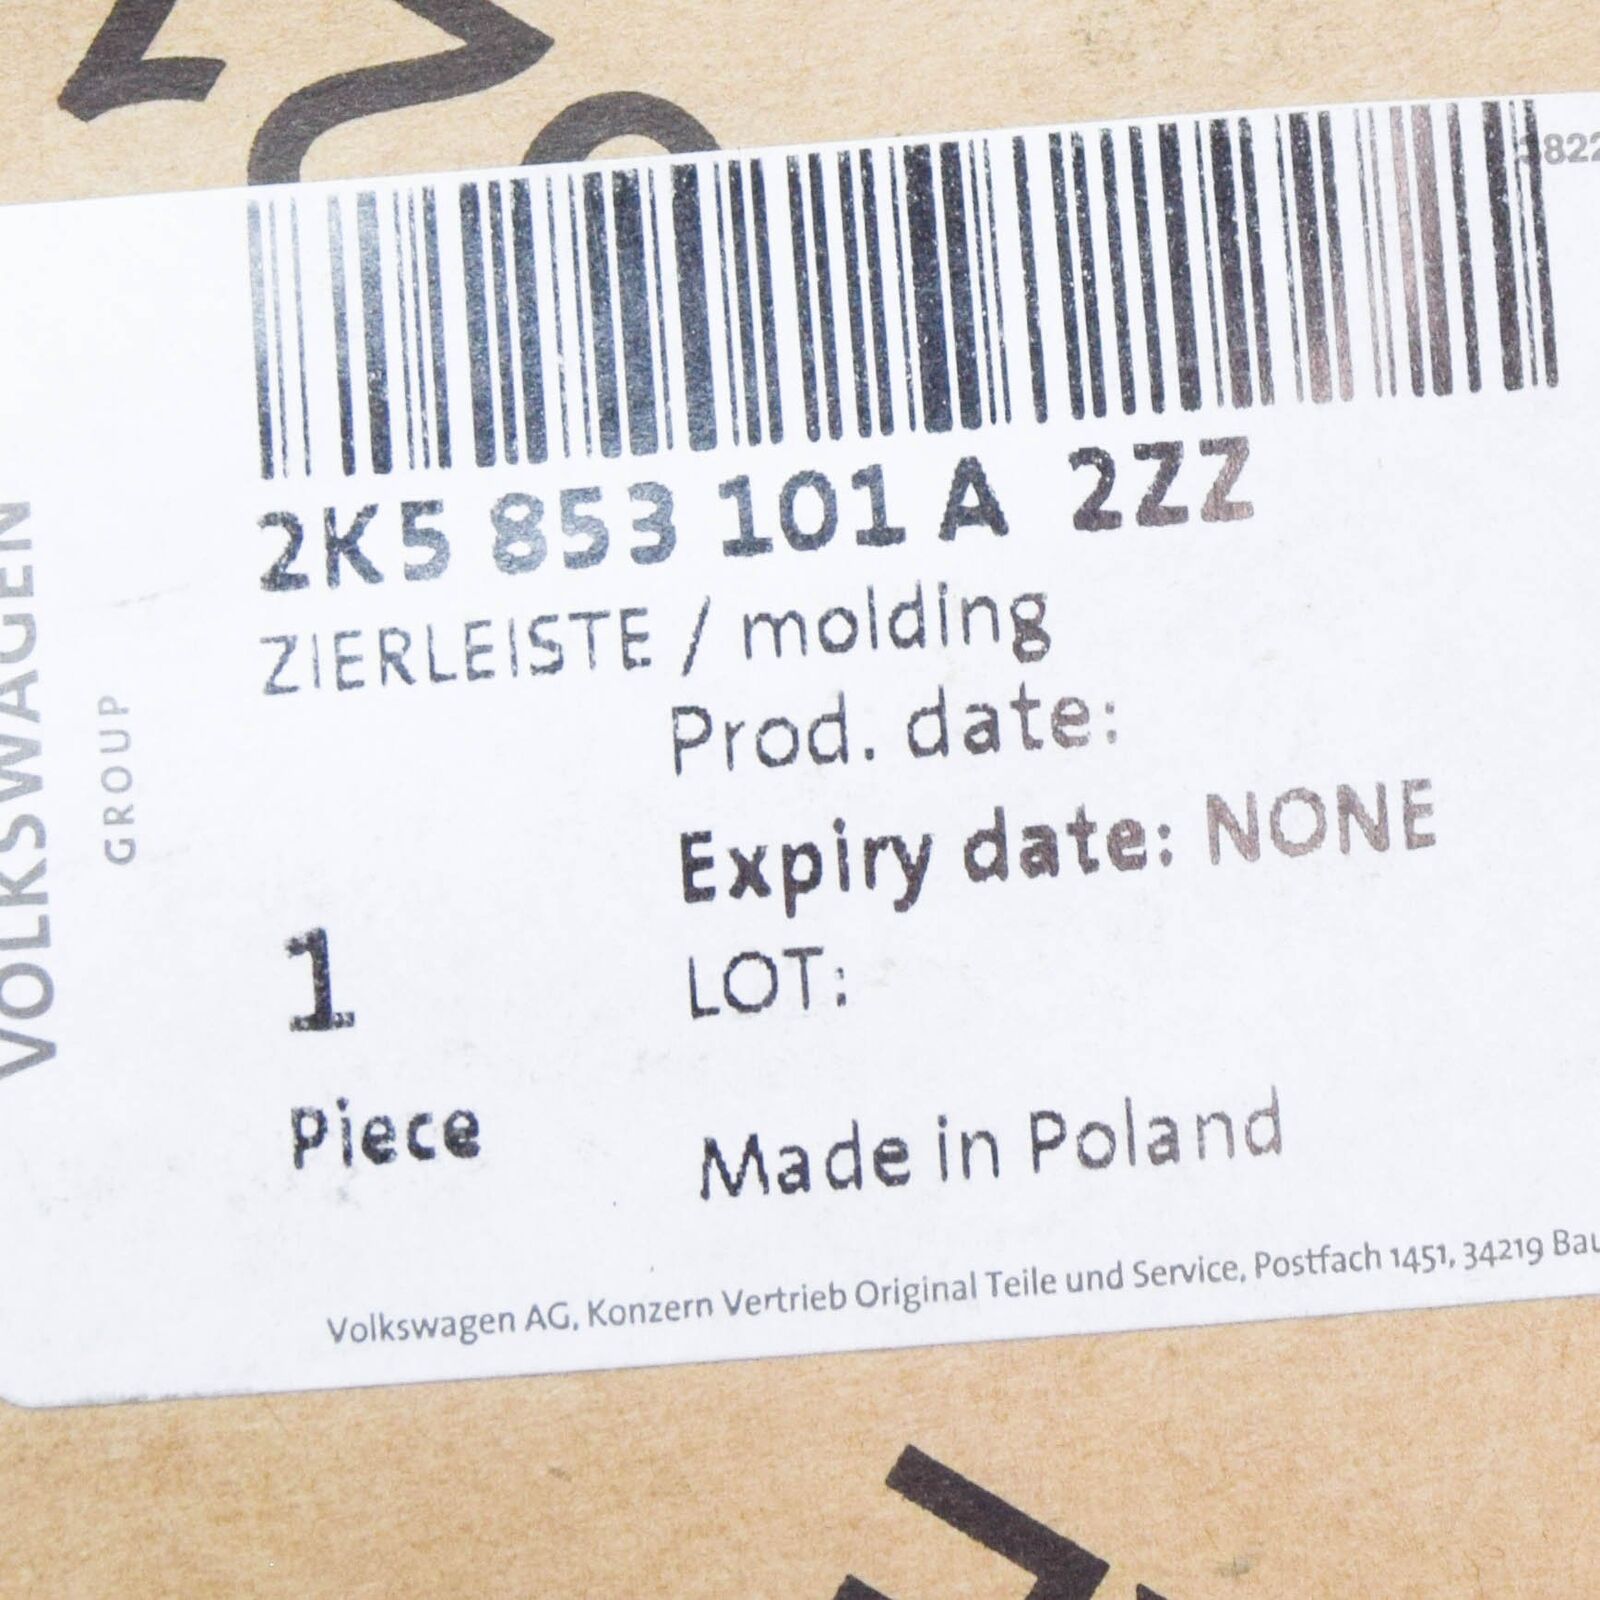 VOLKSWAGEN
GROUP
2K5 853 101 A 2ZZ
ZIERLEISTE / molding
Prod. date:
Expiry date: NONE
LOT:
1
Piece
Made in Poland
Volkswagen AG, Konzern Vertrieb Original Teile und Service, Postfach 1451, 34219